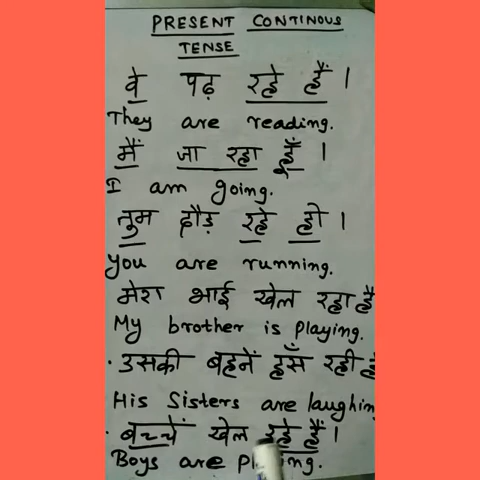 PRESENT CONTINOUS
TENSE
वे पढ़ रहे हैं ।
They are reading.
मैं जा रहा हूँ ।
I am going.
तुम दौड़ रहे हो ।
You are running.
मेरा भाई खेल रहा है
My brother is playing.
· उसकी बहनें हँस रही
His Sisters are laughin
· बच्चें खेल रहे हैं ।
Boys are